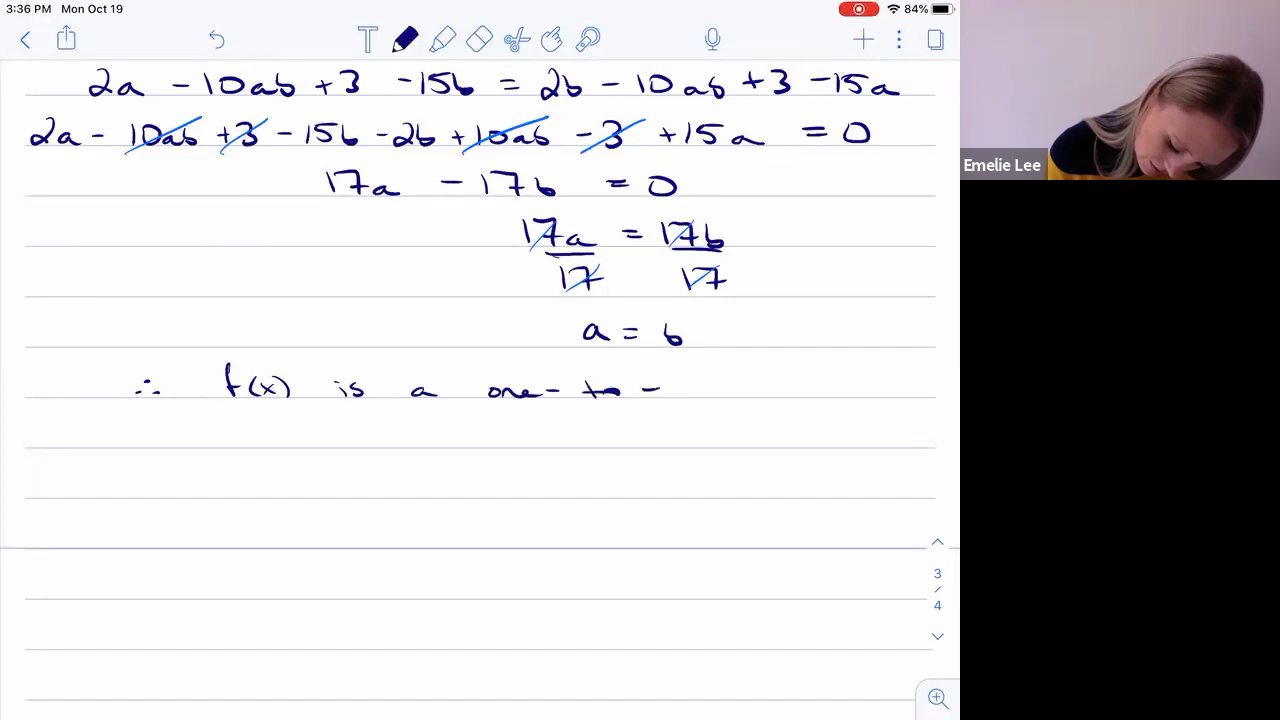 3:36 PM Mon Oct 19 84%
T
2a - 10ab + 3 - 15b = 2b - 10ab + 3 - 15a
2a - 10ab + 3 - 15b - 2b + 10ab - 3 + 15a = 0
Emelie Lee
17a - 17b = 0
17a = 17b
17 17
a = b
∴ f(x) is a one-to-
3
/
4